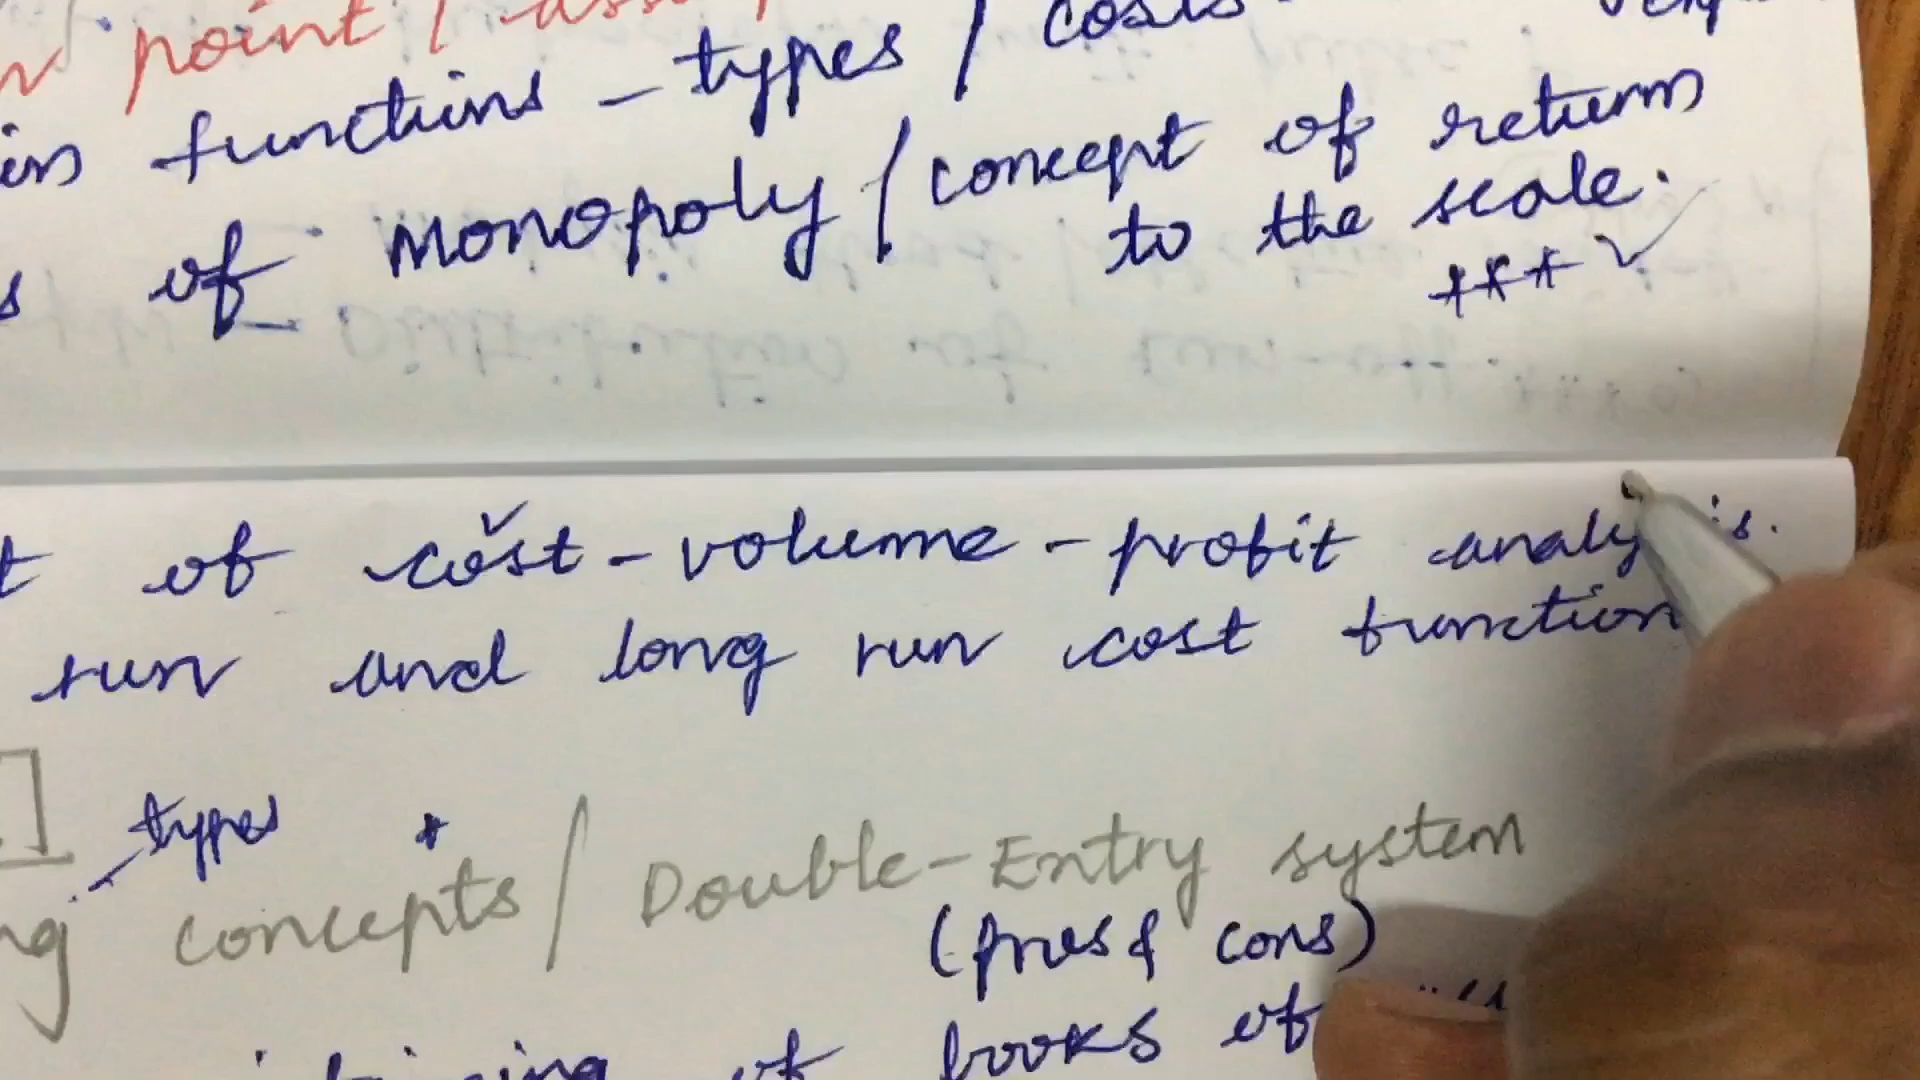 point /
functions - types / costs
of Monopoly / concept of returns
to the scale.
*** ✓
of cost - volume - profit analysis.
run and long run cost function
types *
concepts / Double-Entry system
(pros & cons)
of books of